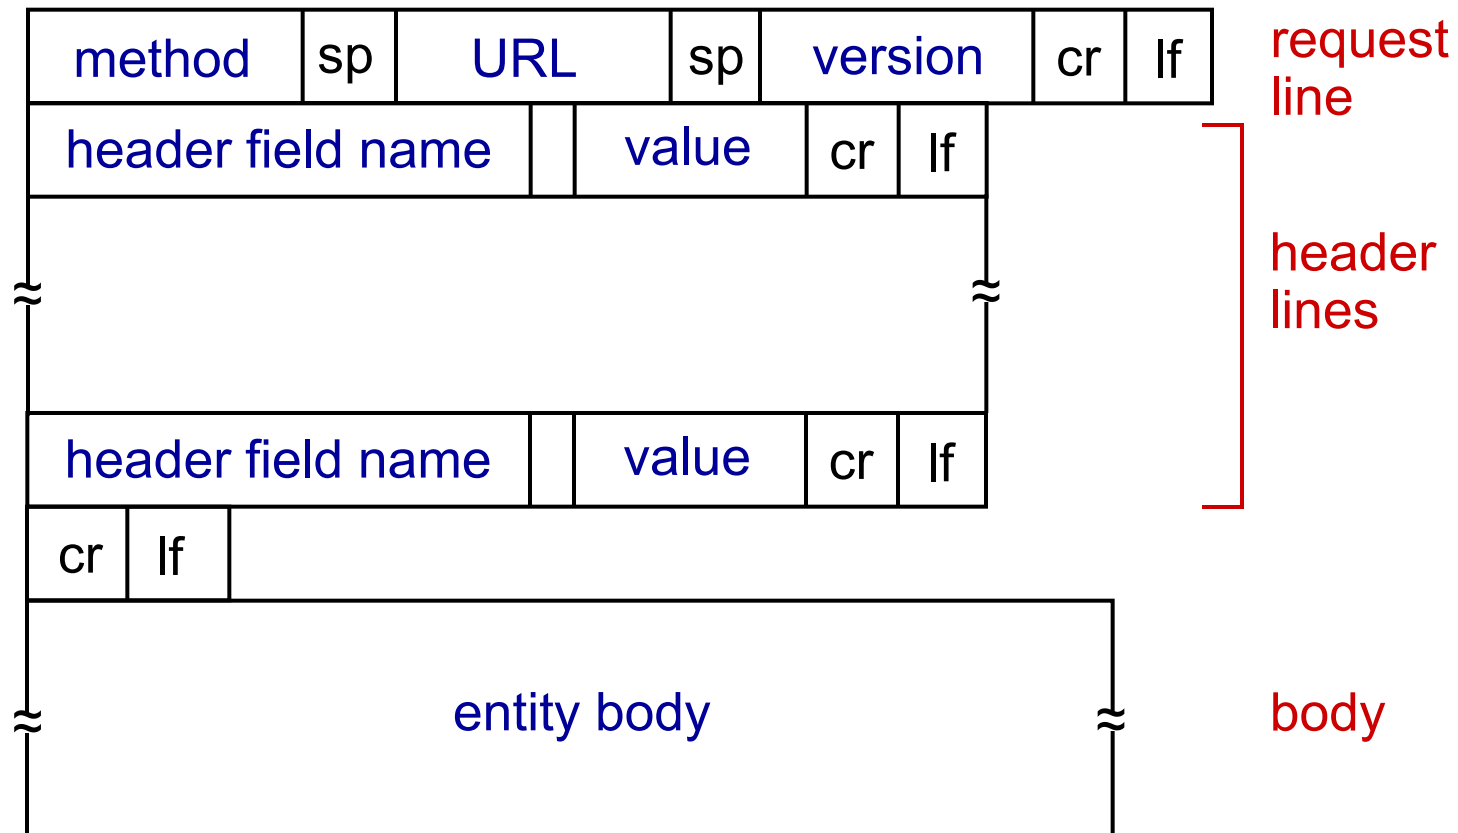 method sp URL sp version cr lf request
line
header field name value cr lf
header
lines
header field name value cr lf
cr lf
entity body body